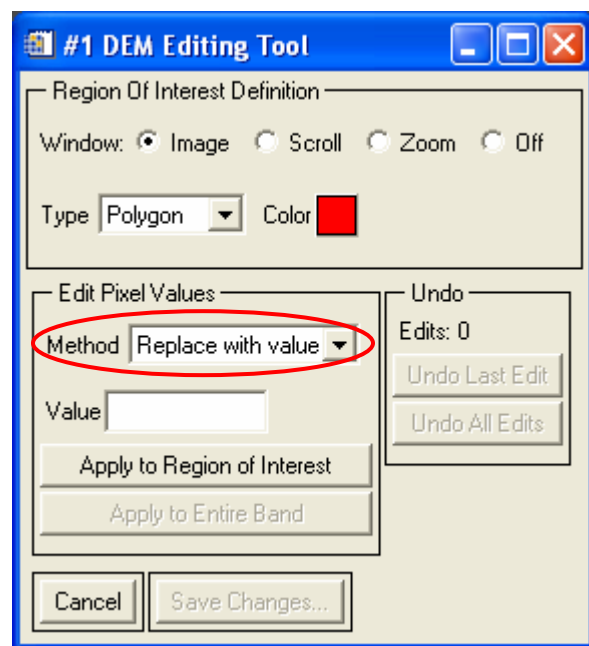 #1 DEM Editing Tool
Region Of Interest Definition
Window: Image Scroll Zoom Off
Type Polygon Color
Edit Pixel Values
Method Replace with value
Value
Apply to Region of Interest
Apply to Entire Band
Undo
Edits: 0
Undo Last Edit
Undo All Edits
Cancel
Save Changes...